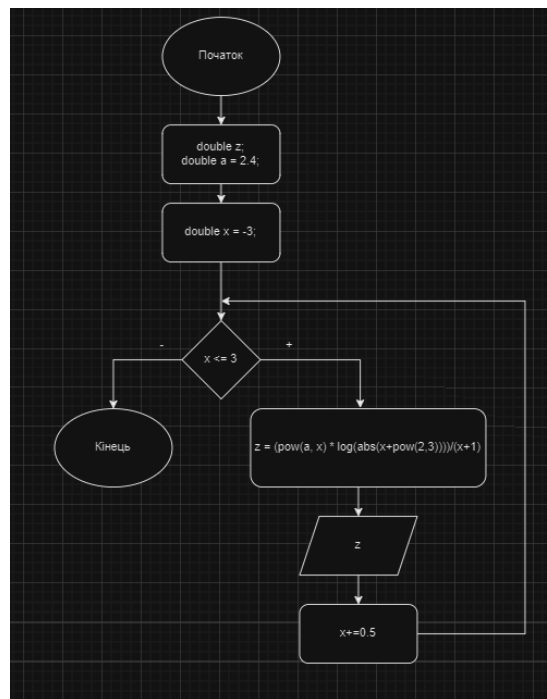 Початок
double z;
double a = 2.4;
double x = -3;
-
+
x <= 3
Кінець
z = (pow(a, x) * log(abs(x+pow(2,3))))/(x+1)
z
x+=0.5